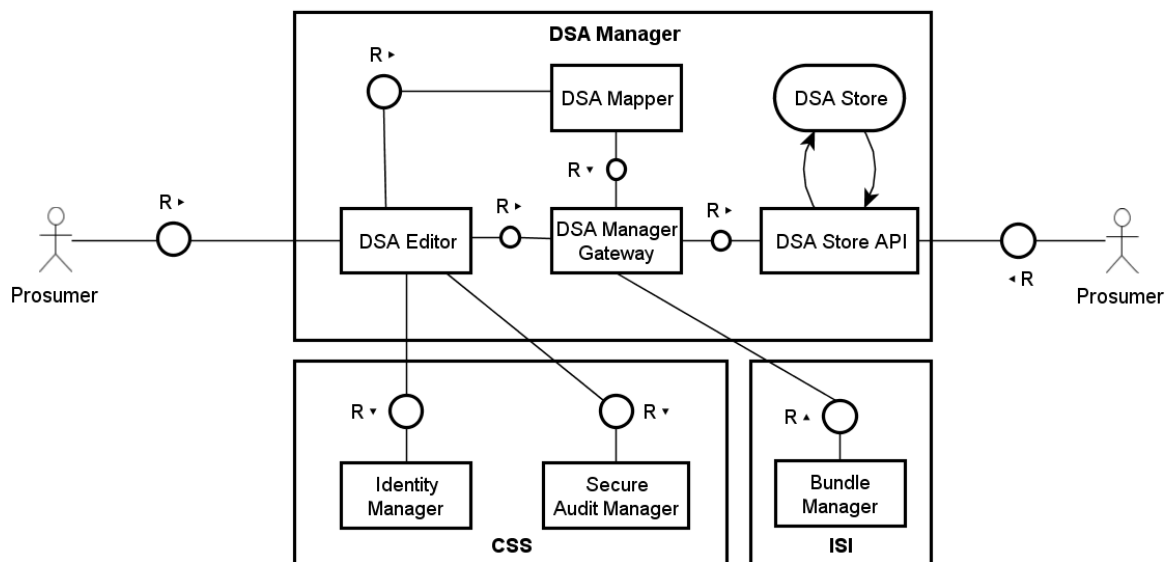 DSA Manager
R ►
DSA Mapper
DSA Store
R ▼
R ►
R ►
R ►
DSA Editor
DSA Manager
Gateway
DSA Store API
◄ R
Prosumer
Prosumer
R ▼
R ▼
R ▲
Identity
Manager
Secure
Audit Manager
Bundle
Manager
CSS
ISI